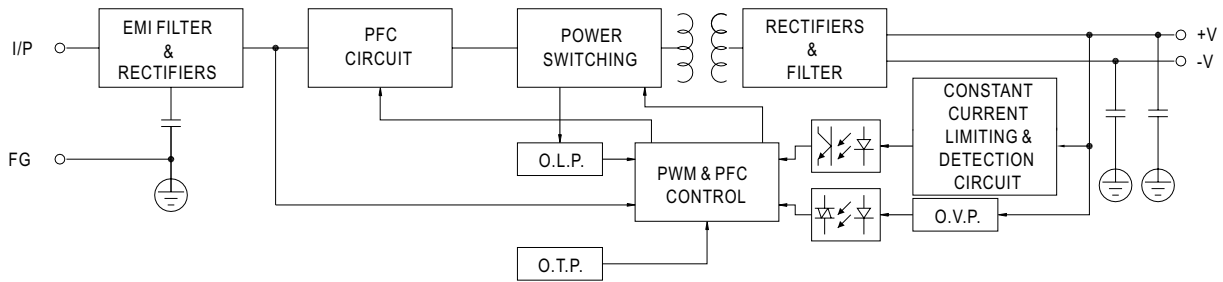 I/P
EMI FILTER
&
RECTIFIERS
PFC
CIRCUIT
POWER
SWITCHING
RECTIFIERS
&
FILTER
+V
-V
CONSTANT
CURRENT
LIMITING &
DETECTION
CIRCUIT
FG
O.L.P.
PWM & PFC
CONTROL
O.V.P.
O.T.P.